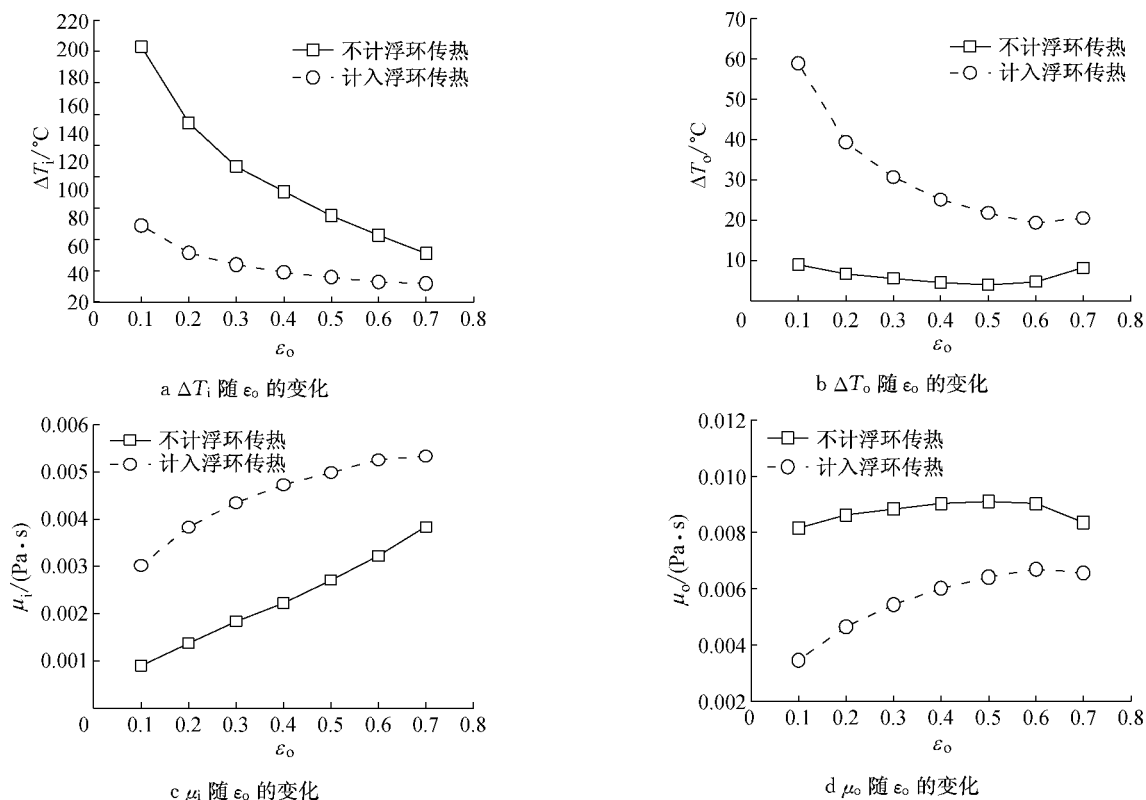 220
200
180
160
140
120
100
80
60
40
20
ΔTi/℃
不计浮环传热
计入浮环传热
0 0.1 0.2 0.3 0.4 0.5 0.6 0.7 0.8
εo
a ΔTi 随 εo 的变化
70
60
50
40
30
20
10
ΔTo/℃
不计浮环传热
计入浮环传热
0 0.1 0.2 0.3 0.4 0.5 0.6 0.7 0.8
εo
b ΔTo 随 εo 的变化
0.006
0.005
0.004
0.003
0.002
0.001
μi/(Pa·s)
不计浮环传热
计入浮环传热
0 0.1 0.2 0.3 0.4 0.5 0.6 0.7 0.8
εo
c μi 随 εo 的变化
0.012
0.010
0.008
0.006
0.004
0.002
μo/(Pa·s)
不计浮环传热
计入浮环传热
0 0.1 0.2 0.3 0.4 0.5 0.6 0.7 0.8
εo
d μo 随 εo 的变化